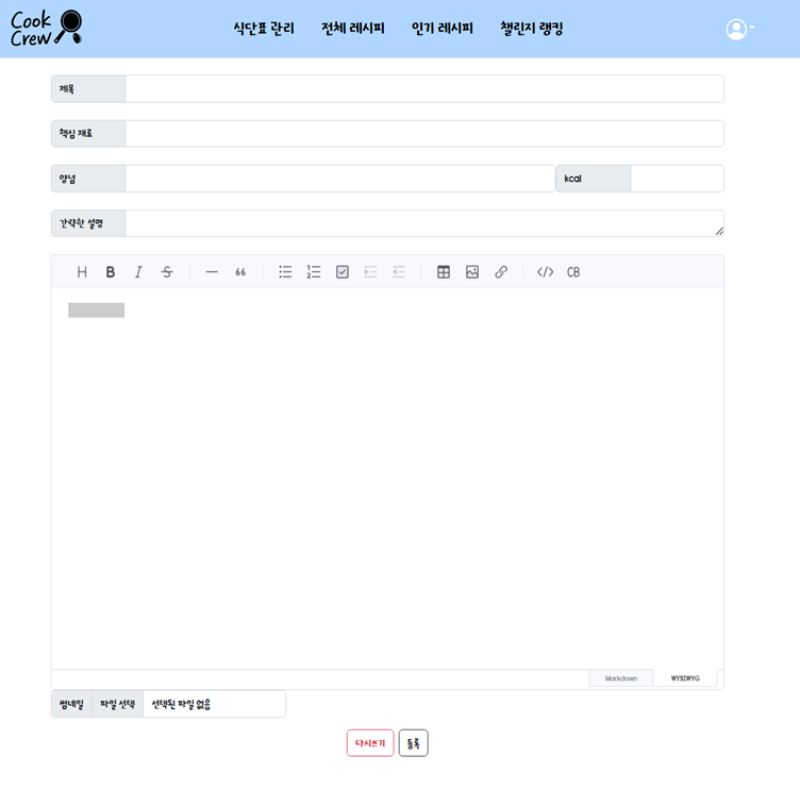 Cook Crew
식단표 관리 전체 레시피 인기 레시피 챌린지 랭킹
제목
핵심 재료
양념 kcal
간략한 설명
H B I S 66 </> CB
Markdown WYSIWYG
썸네일 파일 선택 선택된 파일 없음
다시쓰기 등록